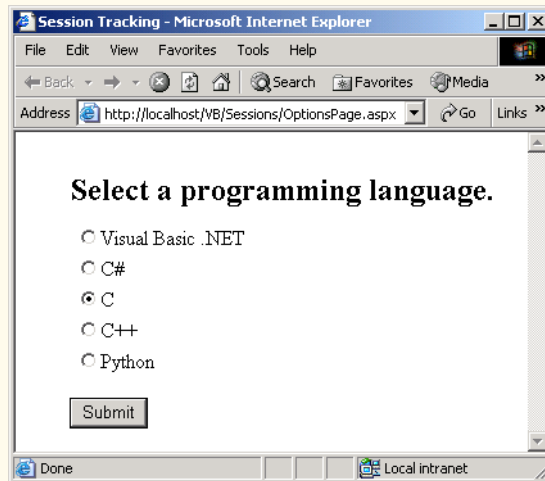 Session Tracking - Microsoft Internet Explorer
File Edit View Favorites Tools Help
Back Search Favorites Media »
Address http://localhost/VB/Sessions/OptionsPage.aspx Go Links »
Select a programming language.
Visual Basic .NET
C#
C
C++
Python
Submit
Done Local intranet